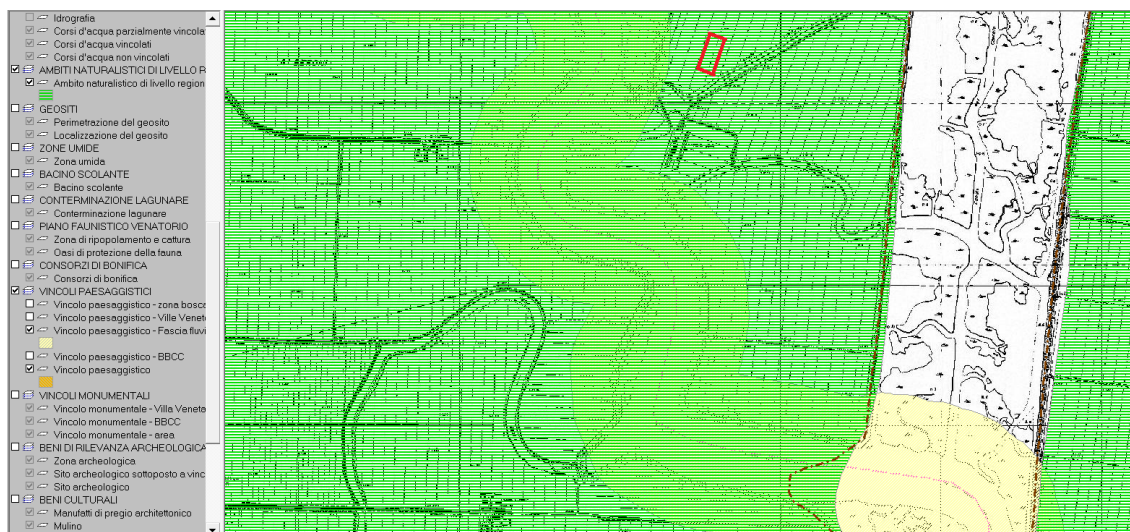 Idrografia
Corsi d'acqua parzialmente vincola
Corsi d'acqua vincolati
Corsi d'acqua non vincolati
AMBITI NATURALISTICI DI LIVELLO R
Ambito naturalistico di livello region
GEOSITI
Perimetrazione del geosito
Localizzazione del geosito
ZONE UMIDE
Zona umida
BACINO SCOLANTE
Bacino scolante
CONTERMINAZIONE LAGUNARE
Conterminazione lagunare
PIANO FAUNISTICO VENATORIO
Zona di ripopolamento e cattura
Oasi di protezione della fauna
CONSORZI DI BONIFICA
Consorzi di bonifica
VINCOLI PAESAGGISTICI
Vincolo paesaggistico - zona bosca
Vincolo paesaggistico - Ville Venet
Vincolo paesaggistico - Fascia fluvi
Vincolo paesaggistico - BBCC
Vincolo paesaggistico
VINCOLI MONUMENTALI
Vincolo monumentale - Villa Venete
Vincolo monumentale - BBCC
Vincolo monumentale - area
BENI DI RILEVANZA ARCHEOLOGICA
Zona archeologica
Sito archeologico sottoposto a vinc
Sito archeologico
BENI CULTURALI
Manufatti di pregio architettonico
Mulino